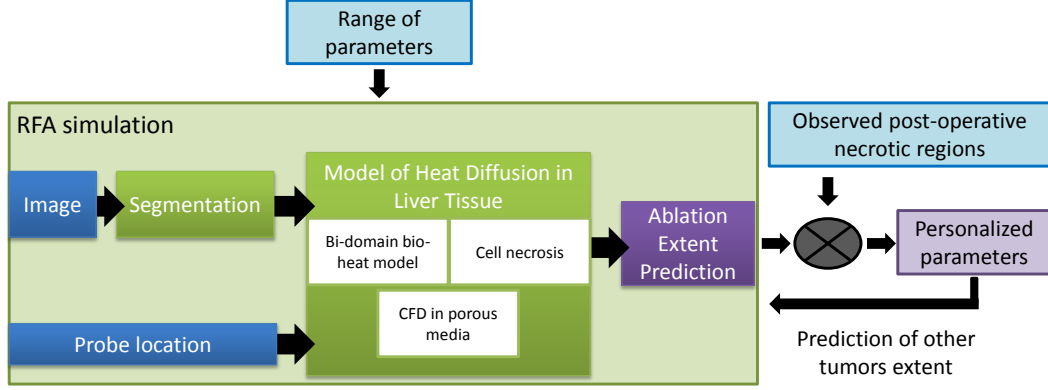 Range of
parameters
RFA simulation
Observed post-operative
necrotic regions
Image
Segmentation
Model of Heat Diffusion in
Liver Tissue
Bi-domain bio-
heat model
Cell necrosis
CFD in porous
media
Ablation
Extent
Prediction
Personalized
parameters
Probe location
Prediction of other
tumors extent